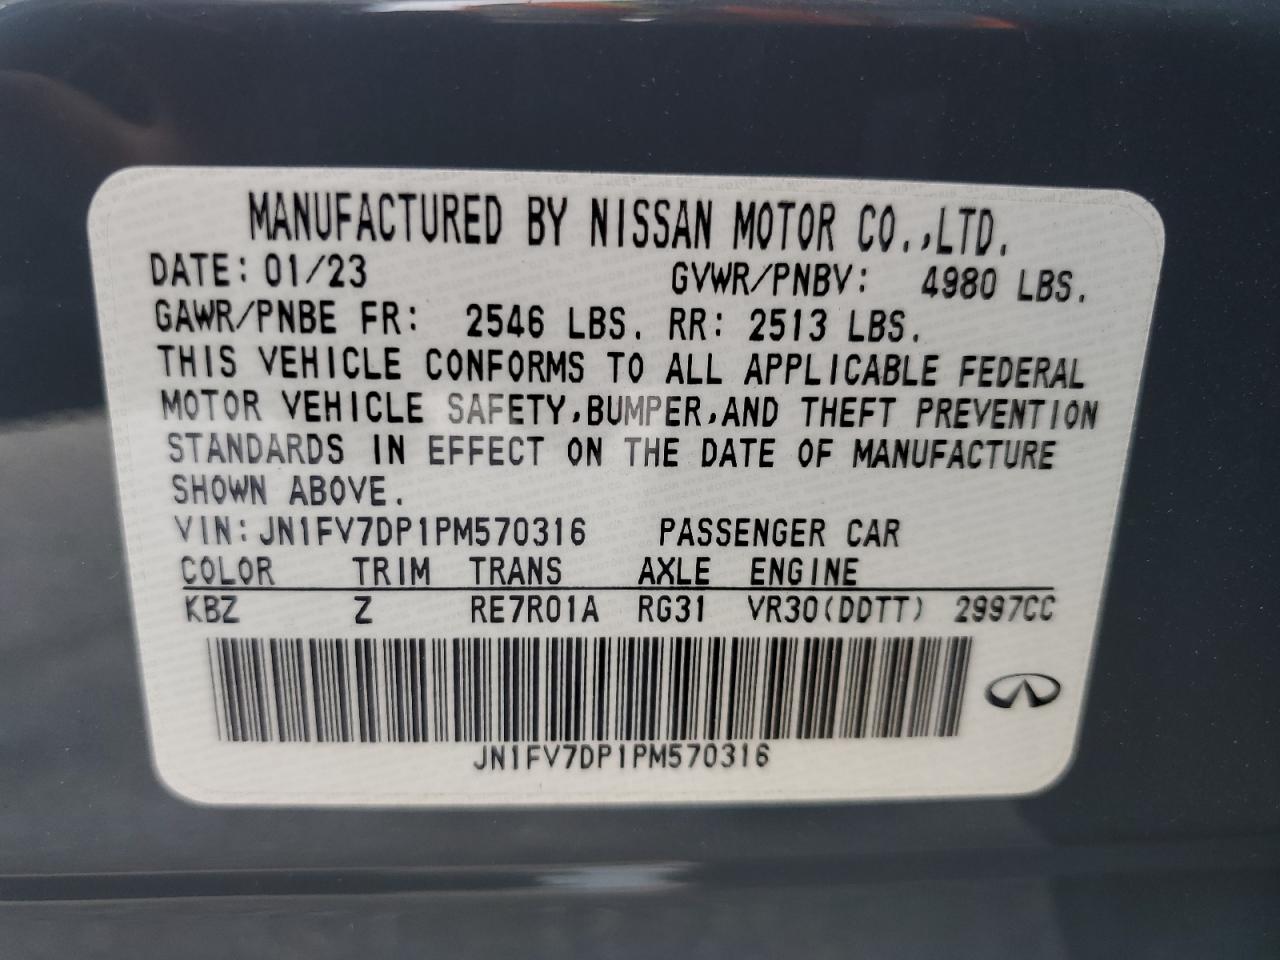 MANUFACTURED BY NISSAN MOTOR CO.,LTD.
DATE: 01/23 GVWR/PNBV: 4980 LBS.
GAWR/PNBE FR: 2546 LBS. RR: 2513 LBS.
THIS VEHICLE CONFORMS TO ALL APPLICABLE FEDERAL
MOTOR VEHICLE SAFETY,BUMPER,AND THEFT PREVENTION
STANDARDS IN EFFECT ON THE DATE OF MANUFACTURE
SHOWN ABOVE.
VIN: JN1FV7DP1PM570316 PASSENGER CAR
COLOR TRIM TRANS AXLE ENGINE
KBZ Z RE7R01A RG31 VR30(DDTT) 2997CC
JN1FV7DP1PM570316